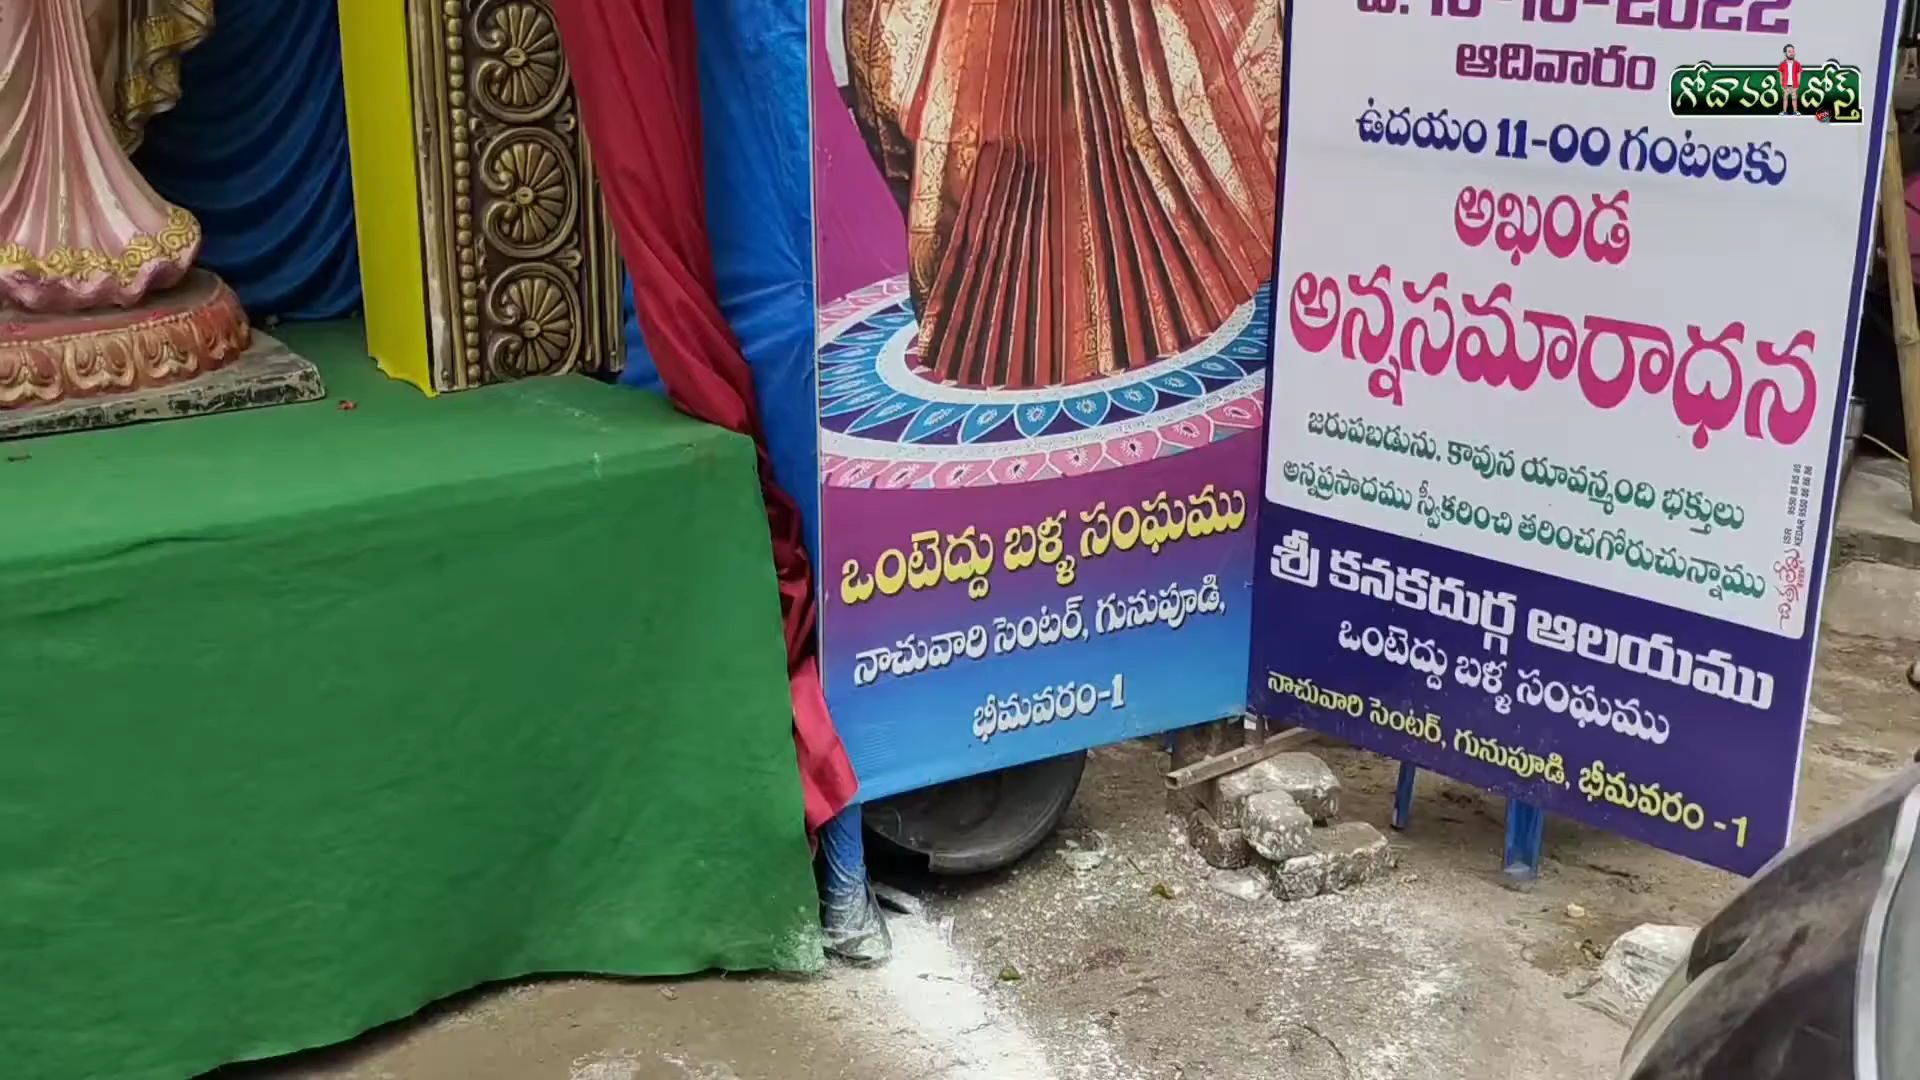 ఒంటెద్దు బళ్ళ సంఘము
నాచువారి సెంటర్, గునుపూడి,
భీమవరం-1
ఆదివారం
ఉదయం 11-00 గంటలకు
అఖండ
అన్నసమారాధన
జరుపబడును. కావున యావన్మంది భక్తులు
అన్నప్రసాదము స్వీకరించి తరించగోరుచున్నాము
శ్రీ కనకదుర్గ ఆలయము
ఒంటెద్దు బళ్ళ సంఘము
నాచువారి సెంటర్, గునుపూడి, భీమవరం -1
గోదావరి దోస్త్